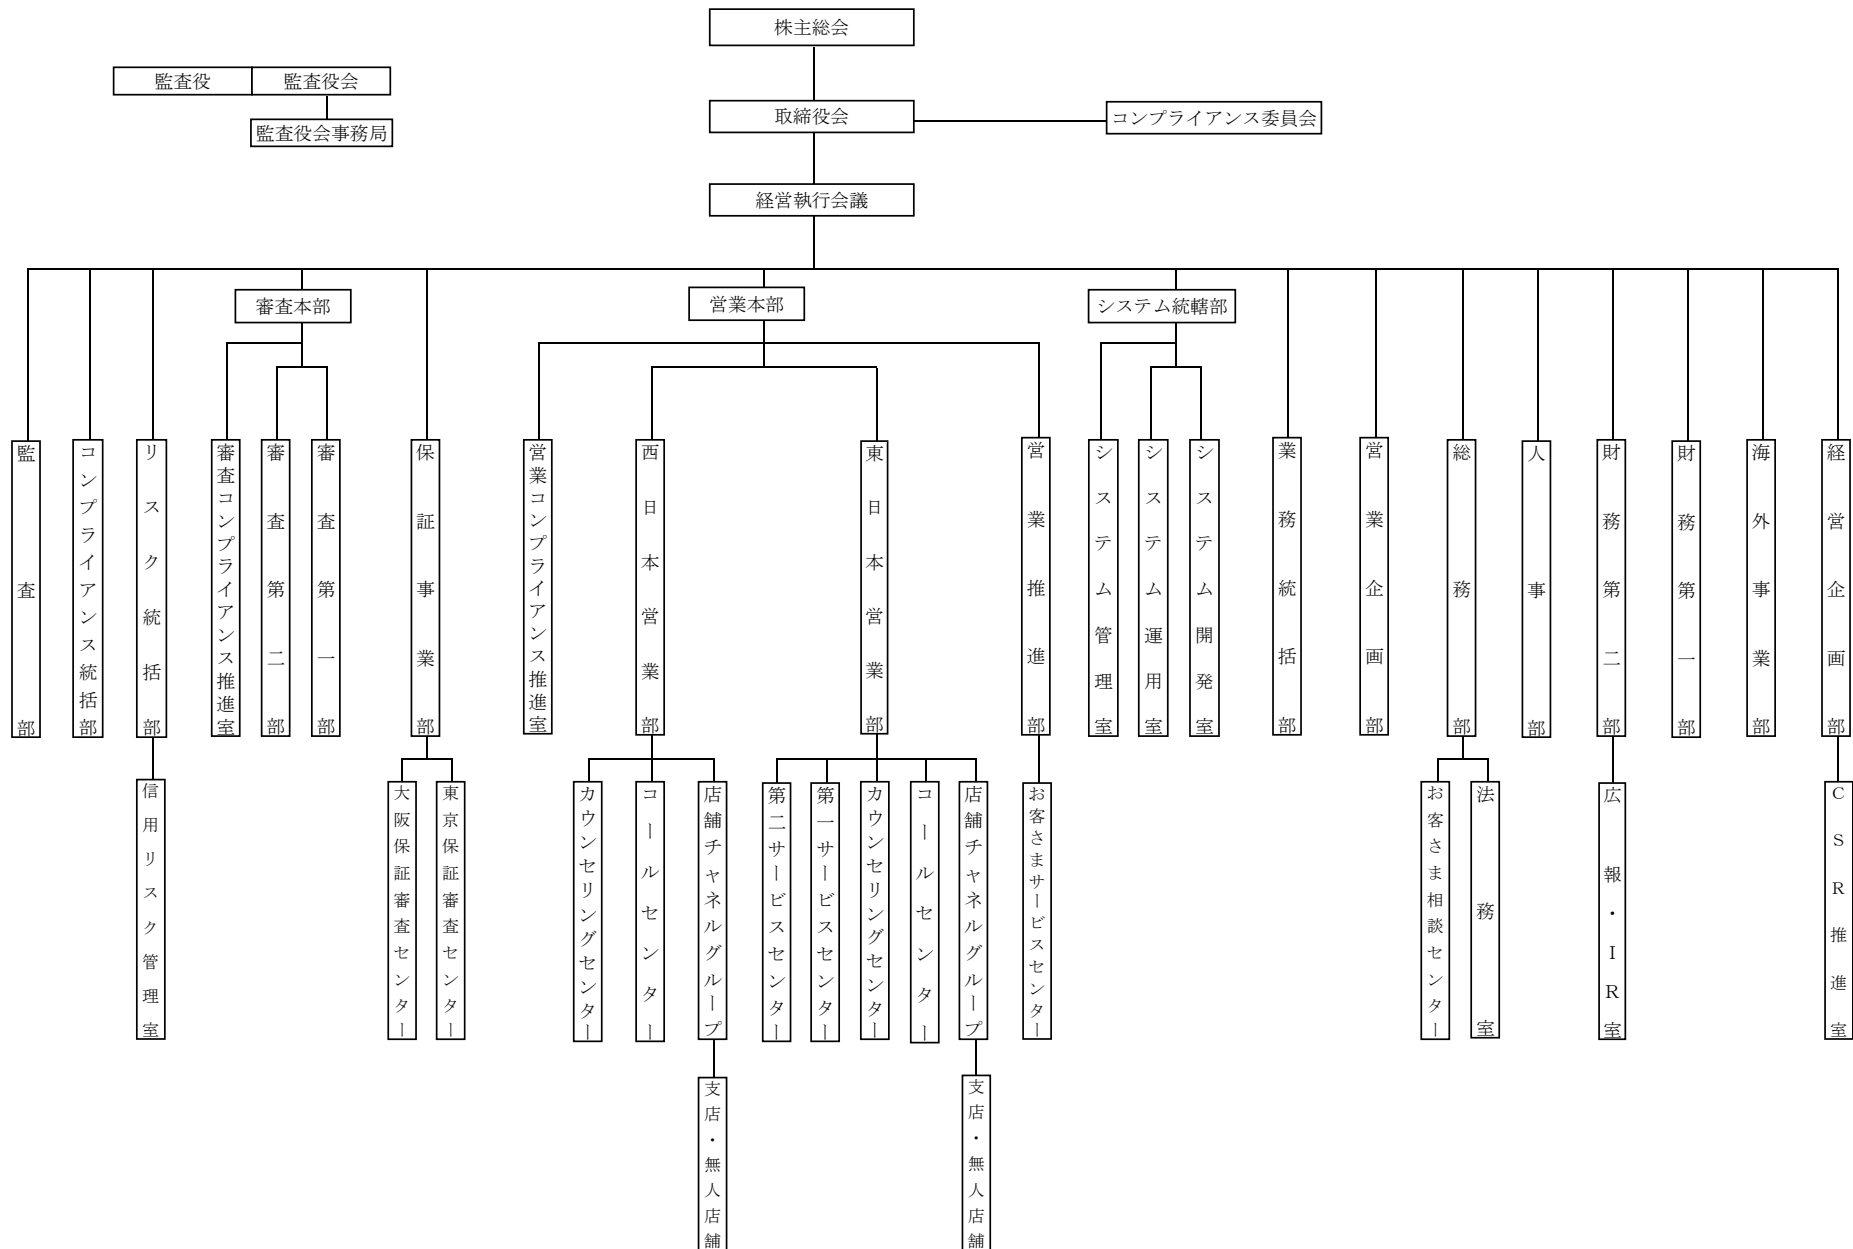 株主総会
監査役
監査役会
監査役会事務局
取締役会
コンプライアンス委員会
経営執行会議
審査本部
営業本部
システム統轄部
監査部
コンプライアンス統括部
リスク統括部
審査コンプライアンス推進室
審査第二部
審査第一部
保証事業部
営業コンプライアンス推進室
西日本営業部
東日本営業部
営業推進部
システム管理室
システム運用室
システム開発室
業務統括部
営業企画部
総務部
人事部
財務第二部
財務第一部
海外事業部
経営企画部
信用リスク管理室
大阪保証審査センター
東京保証審査センター
カウンセリングセンター
コールセンター
店舗チャネルグループ
第二サービスセンター
第一サービスセンター
カウンセリングセンター
コールセンター
店舗チャネルグループ
お客さまサービスセンター
お客さま相談センター
法務室
広報・IR室
CSR推進室
支店・無人店舗
支店・無人店舗